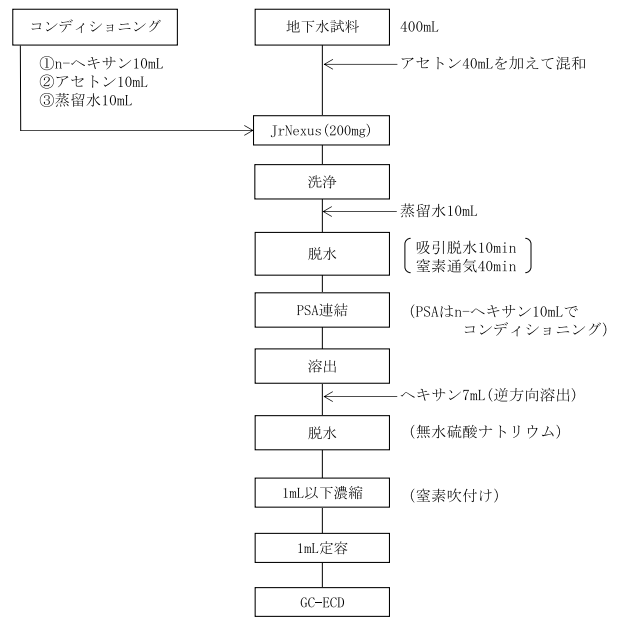 コンディショニング
①n-ヘキサン10mL
②アセトン10mL
③蒸留水10mL
地下水試料 400mL
アセトン40mLを加えて混和
JrNexus(200mg)
洗浄
蒸留水10mL
脱水
吸引脱水10min
窒素通気40min
PSA連結
(PSAはn-ヘキサン10mLで
コンディショニング)
溶出
ヘキサン7mL(逆方向溶出)
脱水 (無水硫酸ナトリウム)
1mL以下濃縮 (窒素吹付け)
1mL定容
GC-ECD